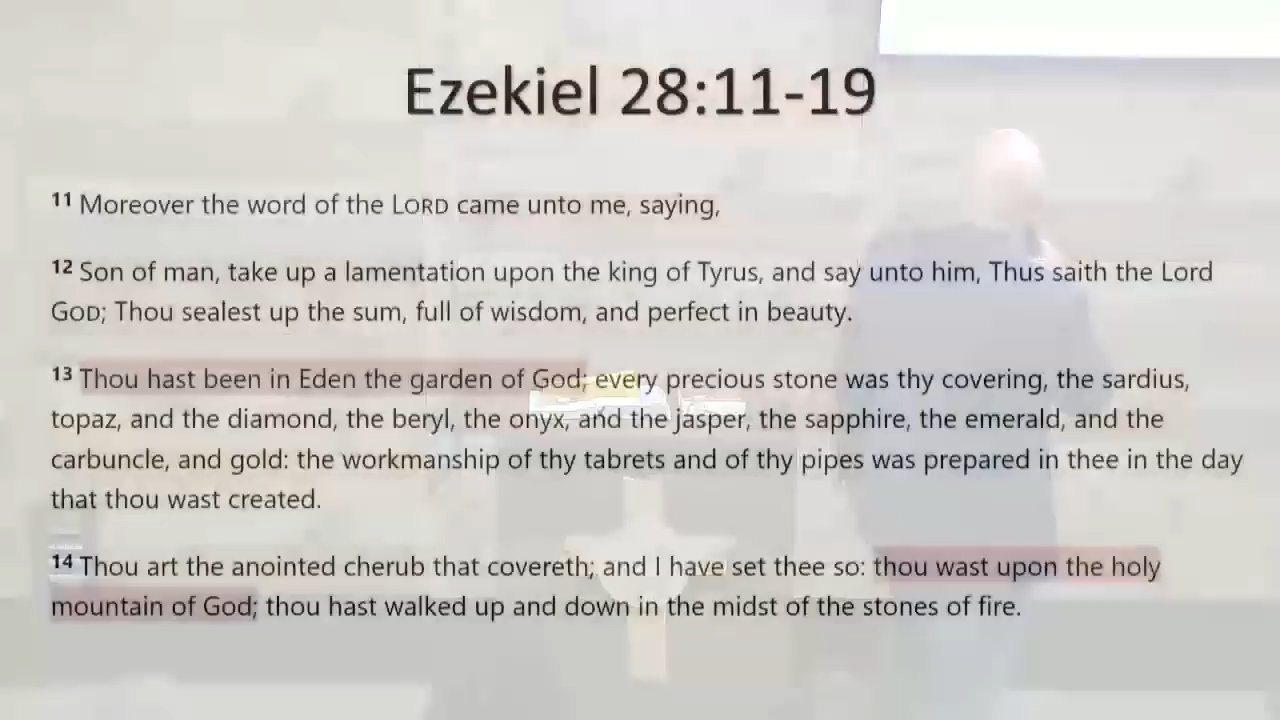 Ezekiel 28:11-19
11 Moreover the word of the LORD came unto me, saying,
12 Son of man, take up a lamentation upon the king of Tyrus, and say unto him, Thus saith the Lord
GOD; Thou sealest up the sum, full of wisdom, and perfect in beauty.
13 Thou hast been in Eden the garden of God; every precious stone was thy covering, the sardius,
topaz, and the diamond, the beryl, the onyx, and the jasper, the sapphire, the emerald, and the
carbuncle, and gold: the workmanship of thy tabrets and of thy pipes was prepared in thee in the day
that thou wast created.
14 Thou art the anointed cherub that covereth; and I have set thee so: thou wast upon the holy
mountain of God; thou hast walked up and down in the midst of the stones of fire.